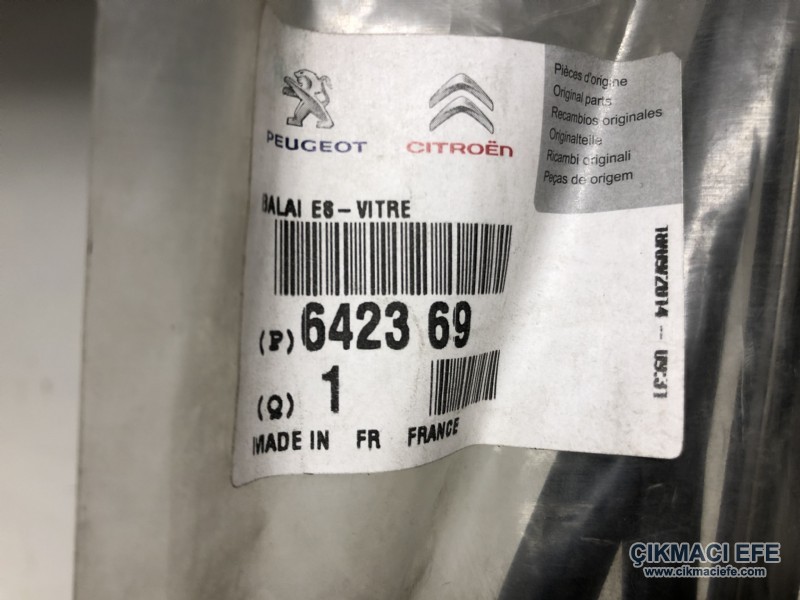 PEUGEOT
CITROËN
Pièces d'origine
Original parts
Recambios originales
Originalteile
Ricambi originali
Peças de origem
BALAI ES-VITRE
(P) 6423 69
(Q) 1
MADE IN FR FRANCE
ÇIKMACI EFE
www.cikmaciefe.com